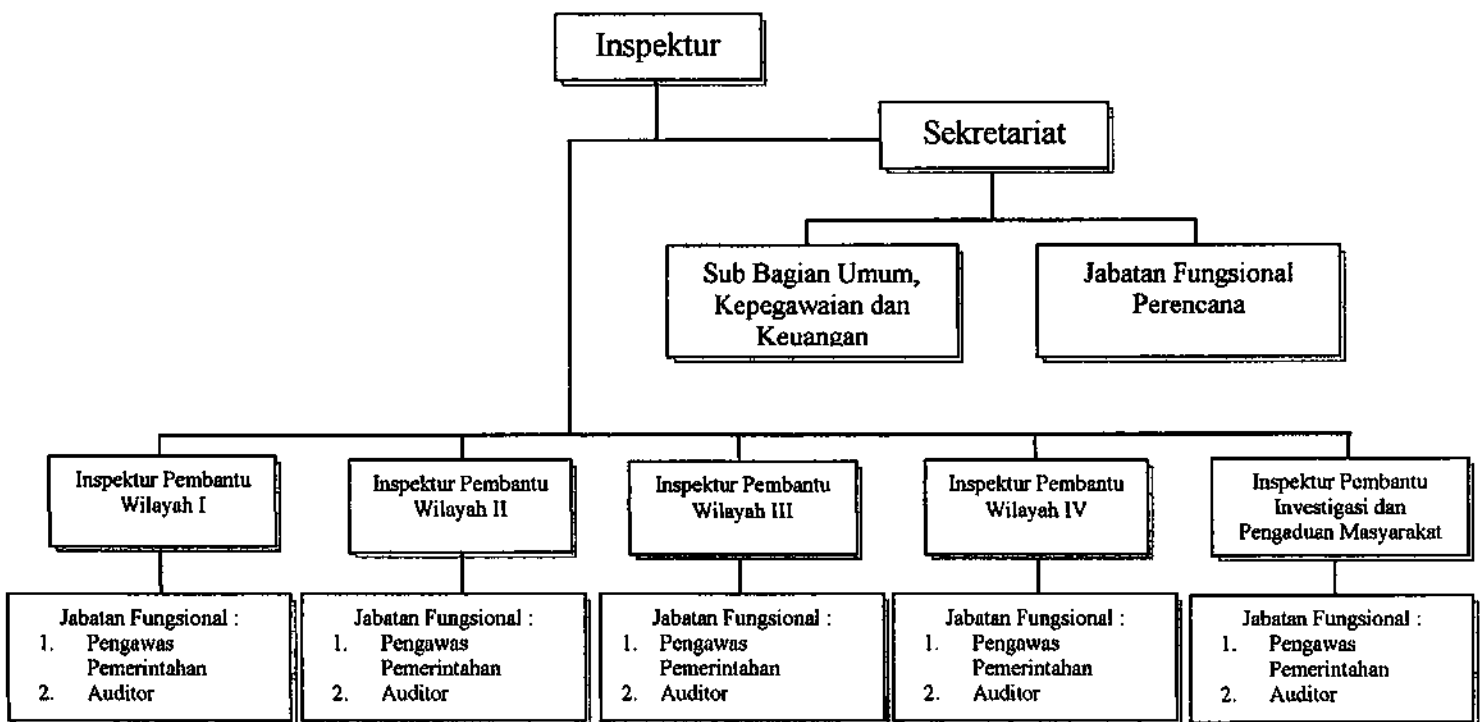 Inspektur
Sekretariat
Sub Bagian Umum,
Kepegawaian dan
Keuangan
Jabatan Fungsional
Perencana
Inspektur Pembantu
Wilayah I
Inspektur Pembantu
Wilayah II
Inspektur Pembantu
Wilayah III
Inspektur Pembantu
Wilayah IV
Inspektur Pembantu
Investigasi dan
Pengaduan Masyarakat
Jabatan Fungsional :
1. Pengawas
Pemerintahan
2. Auditor
Jabatan Fungsional :
1. Pengawas
Pemerintahan
2. Auditor
Jabatan Fungsional :
1. Pengawas
Pemerintahan
2. Auditor
Jabatan Fungsional :
1. Pengawas
Pemerintahan
2. Auditor
Jabatan Fungsional :
1. Pengawas
Pemerintahan
2. Auditor